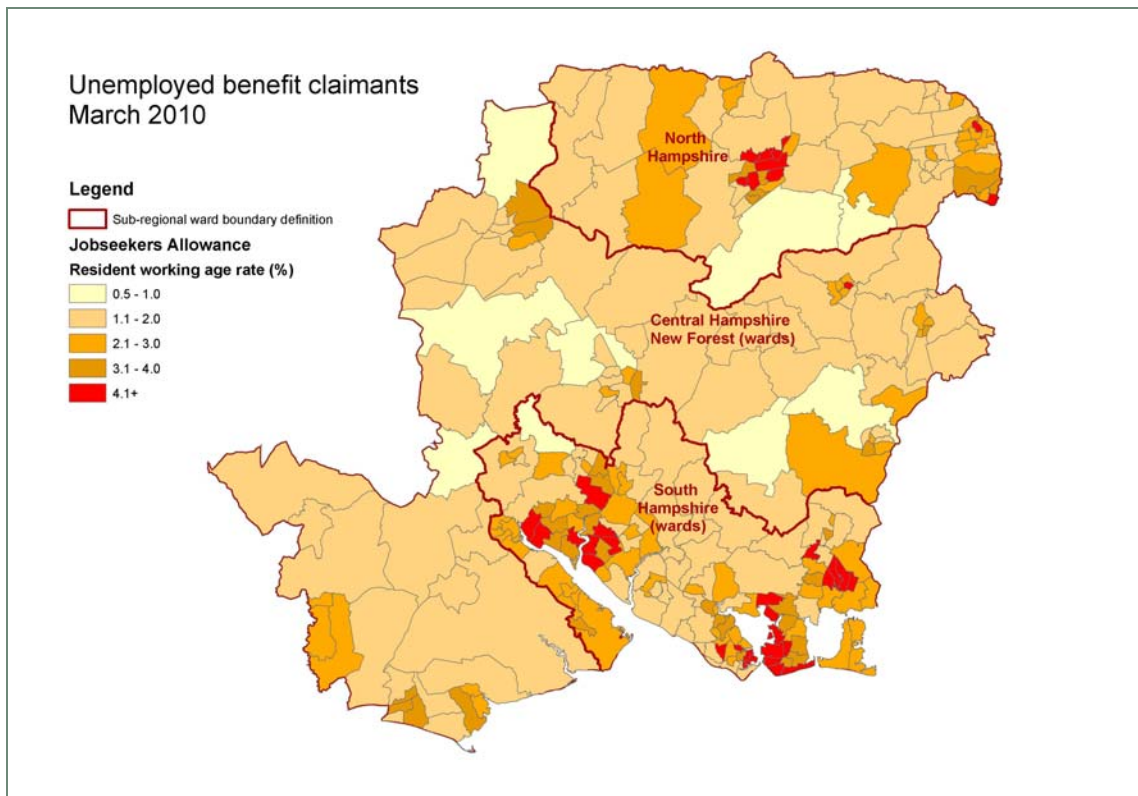 Unemployed benefit claimants
March 2010
Legend
Sub-regional ward boundary definition
Jobseekers Allowance
Resident working age rate (%)
0.5 - 1.0
1.1 - 2.0
2.1 - 3.0
3.1 - 4.0
4.1+
North
Hampshire
Central Hampshire
New Forest (wards)
South
Hampshire
(wards)